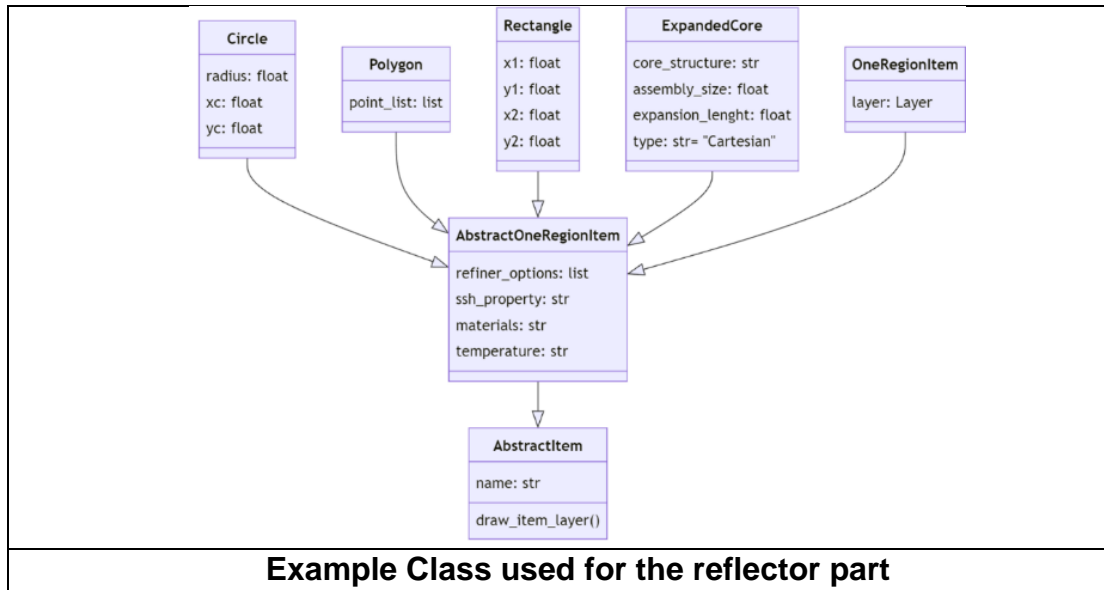 Circle
radius: float
xc: float
yc: float
Polygon
point_list: list
Rectangle
x1: float
y1: float
x2: float
y2: float
ExpandedCore
core_structure: str
assembly_size: float
expansion_lenght: float
type: str= "Cartesian"
OneRegionItem
layer: Layer
AbstractOneRegionItem
refiner_options: list
ssh_property: str
materials: str
temperature: str
AbstractItem
name: str
draw_item_layer()
Example Class used for the reflector part